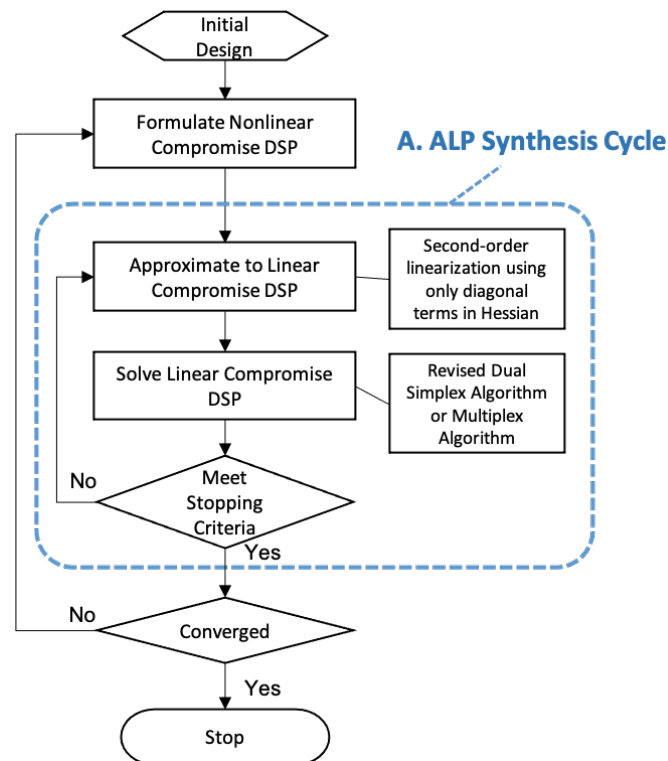 Initial
Design
Formulate Nonlinear
Compromise DSP
A. ALP Synthesis Cycle
Approximate to Linear
Compromise DSP
Second-order
linearization using
only diagonal
terms in Hessian
Solve Linear Compromise
DSP
Revised Dual
Simplex Algorithm
or Multiplex
Algorithm
No
Meet
Stopping
Criteria
Yes
No
Converged
Yes
Stop